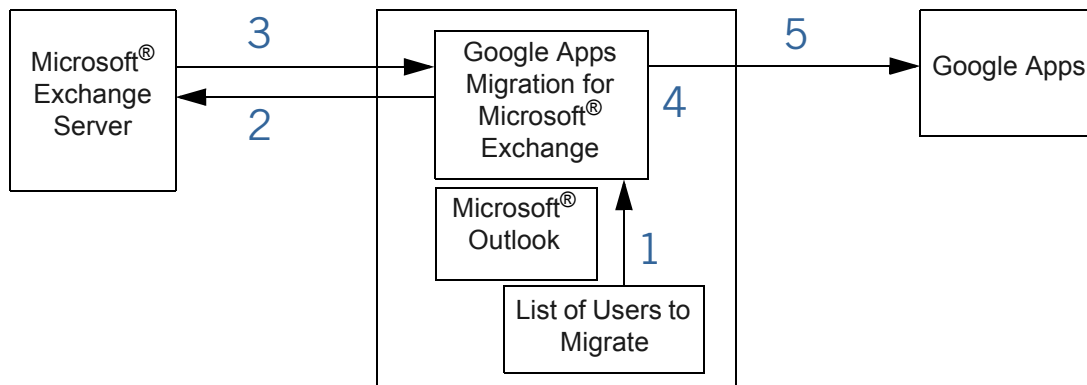 Microsoft®
Exchange
Server
3
2
Google Apps
Migration for
Microsoft®
Exchange
4
5
Google Apps
Microsoft®
Outlook
1
List of Users to
Migrate